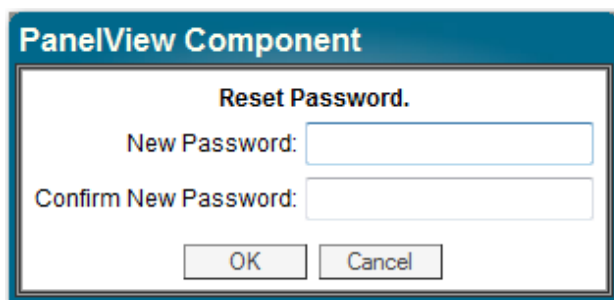 PanelView Component
Reset Password.
New Password:
Confirm New Password:
OK Cancel